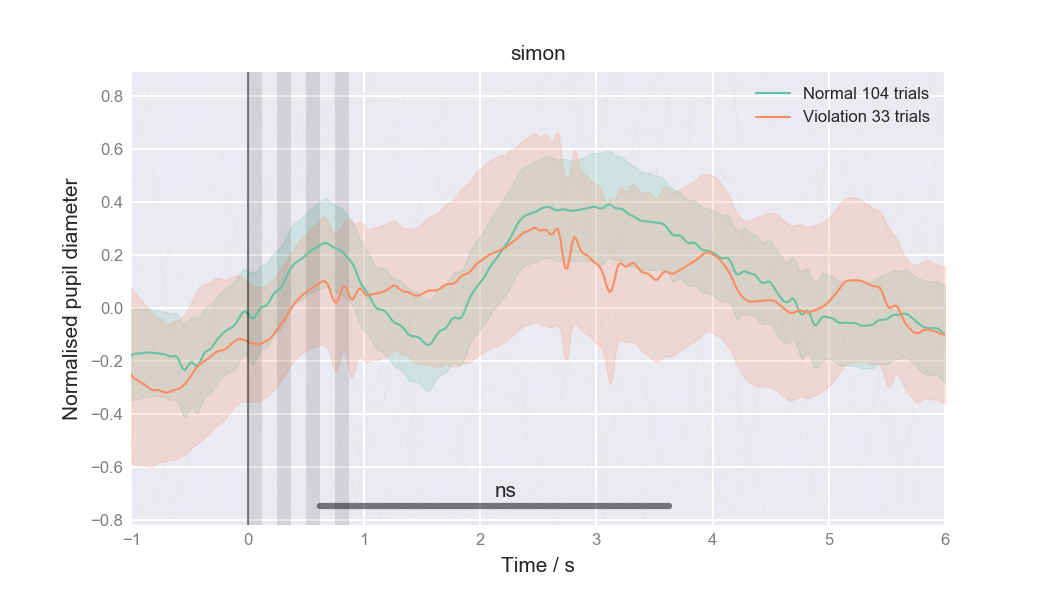 simon
Normal 104 trials
Violation 33 trials
Normalised pupil diameter
0.8
0.6
0.4
0.2
0.0
−0.2
−0.4
−0.6
−0.8
ns
−1
0
1
2
3
4
5
6
Time / s